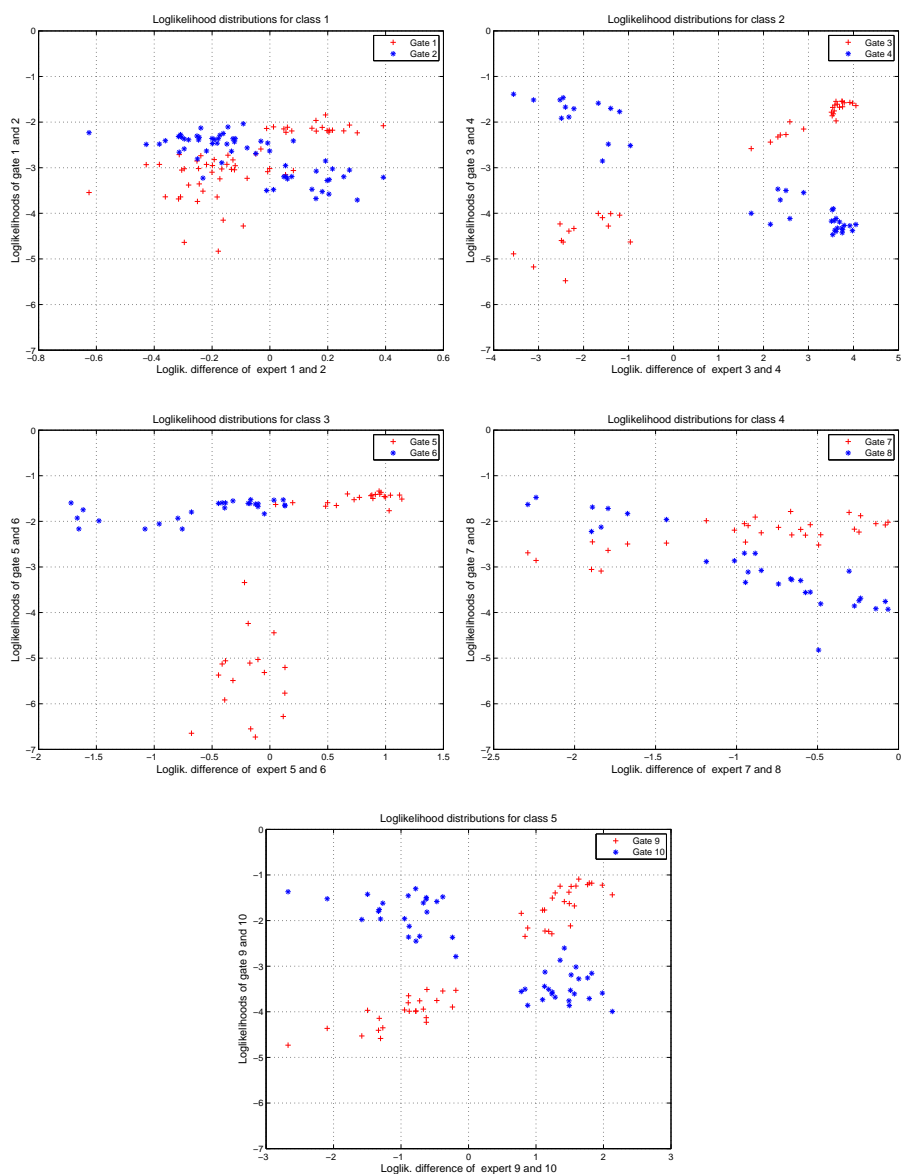 Loglikelihood distributions for class 1
0
−1
−2
−3
−4
−5
−6
−7
Loglikelihoods of gate 1 and 2
Gate 1
Gate 2
−0.8 −0.6 −0.4 −0.2 0 0.2 0.4 0.6
Loglik. difference of expert 1 and 2
Loglikelihood distributions for class 2
0
−1
−2
−3
−4
−5
−6
−7
Loglikelihoods of gate 3 and 4
Gate 3
Gate 4
−4 −3 −2 −1 0 1 2 3 4 5
Loglik. difference of expert 3 and 4
Loglikelihood distributions for class 3
0
−1
−2
−3
−4
−5
−6
−7
Loglikelihoods of gate 5 and 6
Gate 5
Gate 6
−2 −1.5 −1 −0.5 0 0.5 1 1.5
Loglik. difference of expert 5 and 6
Loglikelihood distributions for class 4
0
−1
−2
−3
−4
−5
−6
−7
Loglikelihoods of gate 7 and 8
Gate 7
Gate 8
−2.5 −2 −1.5 −1 −0.5 0
Loglik. difference of expert 7 and 8
Loglikelihood distributions for class 5
0
−1
−2
−3
−4
−5
−6
−7
Loglikelihoods of gate 9 and 10
Gate 9
Gate 10
−3 −2 −1 0 1 2 3
Loglik. difference of expert 9 and 10